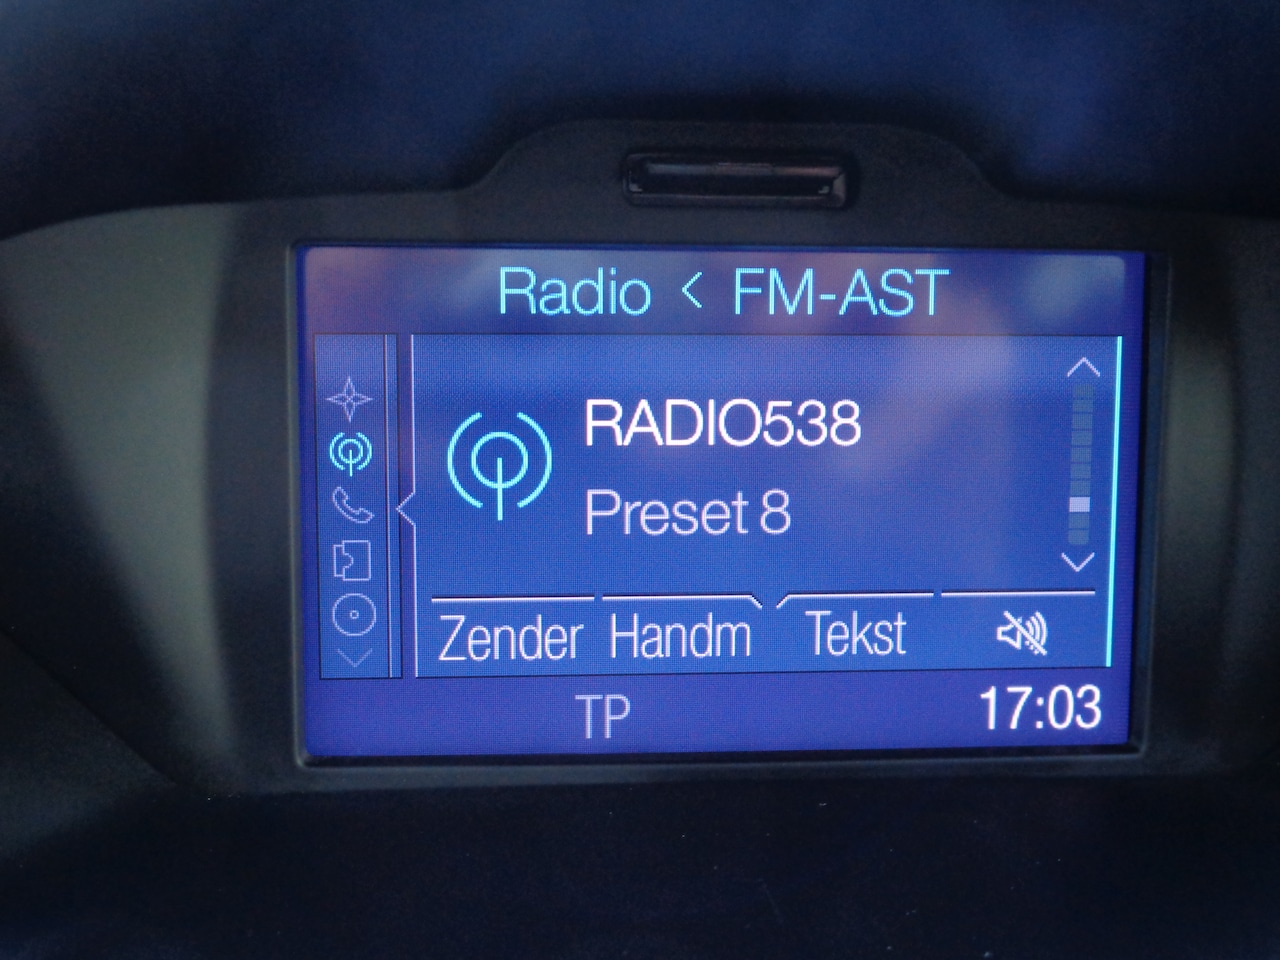 Radio < FM-AST
RADIO538
Preset 8
Zender Handm Tekst
TP 17:03